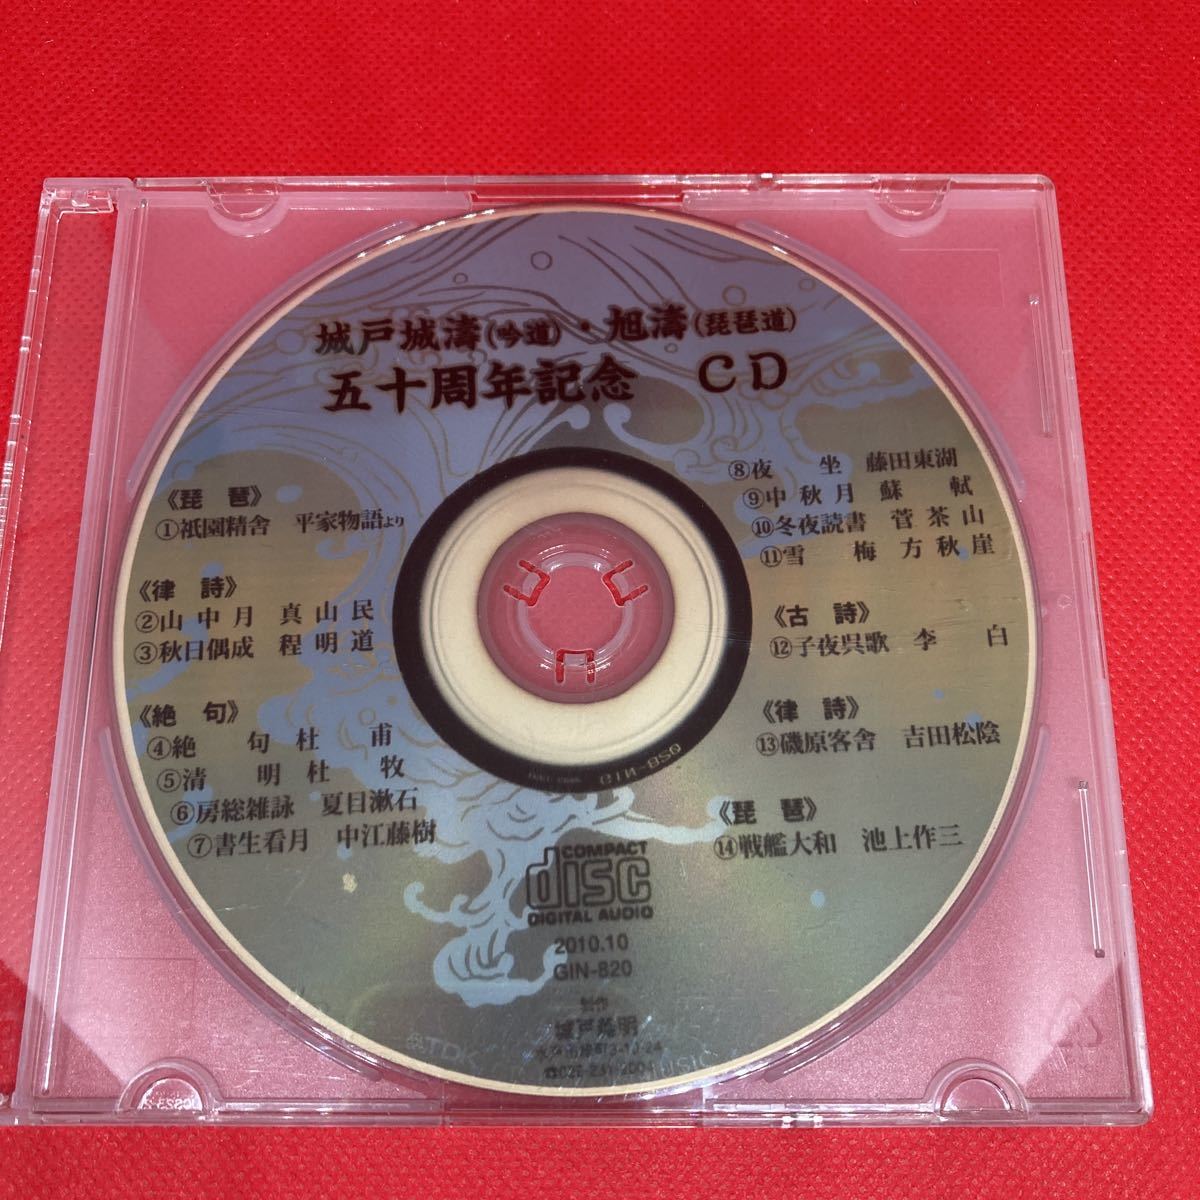 城戸城濤(吟道)・旭濤(琵琶道)
五十周年記念 CD
《琵 琶》
①祇園精舎 平家物語より
《律 詩》
②山中月 真山民
③秋日偶成 程明道
《絶 句》
④絶 句 杜 甫
⑤清 明 杜 牧
⑥房総雑詠 夏目漱石
⑦書生看月 中江藤樹
⑧夜 坐 藤田東湖
⑨中秋月 蘇 軾
⑩冬夜読書 菅茶山
⑪雪 梅 方秋崖
《古 詩》
⑫子夜呉歌 李 白
《律 詩》
⑬磯原客舎 吉田松陰
《琵 琶》
⑭戦艦大和 池上作三
GIN-820
COMPACT
disc
DIGITAL AUDIO
2010.10
GIN-820
制作
TDK